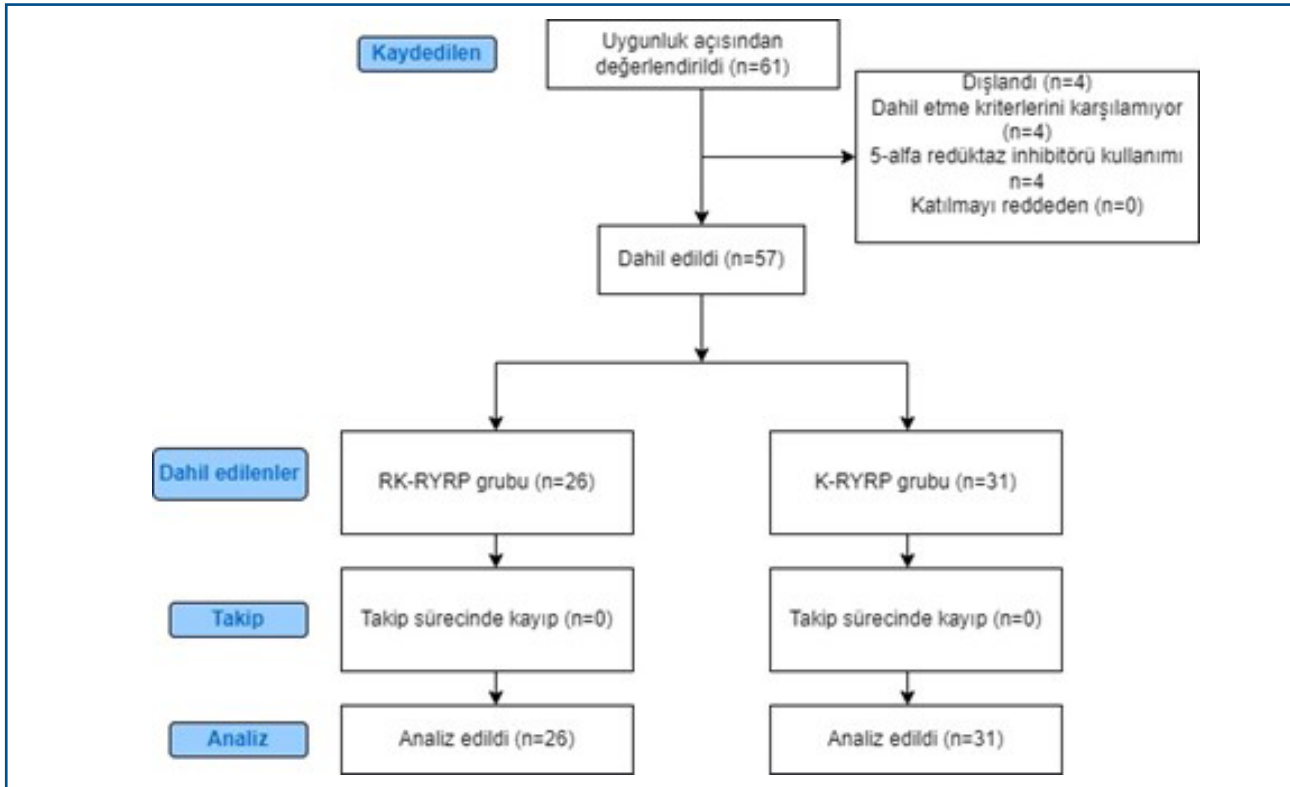 Kaydedilen
Uygunluk açısından
değerlendirildi (n=61)
Dışlandı (n=4)
Dahil etme kriterlerini karşılamıyor
(n=4)
5-alfa redüktaz inhibitörü kullanımı
n=4
Katılmayı reddeden (n=0)
Dahil edildi (n=57)
Dahil edilenler
RK-RYRP grubu (n=26)
K-RYRP grubu (n=31)
Takip
Takip sürecinde kayıp (n=0)
Takip sürecinde kayıp (n=0)
Analiz
Analiz edildi (n=26)
Analiz edildi (n=31)